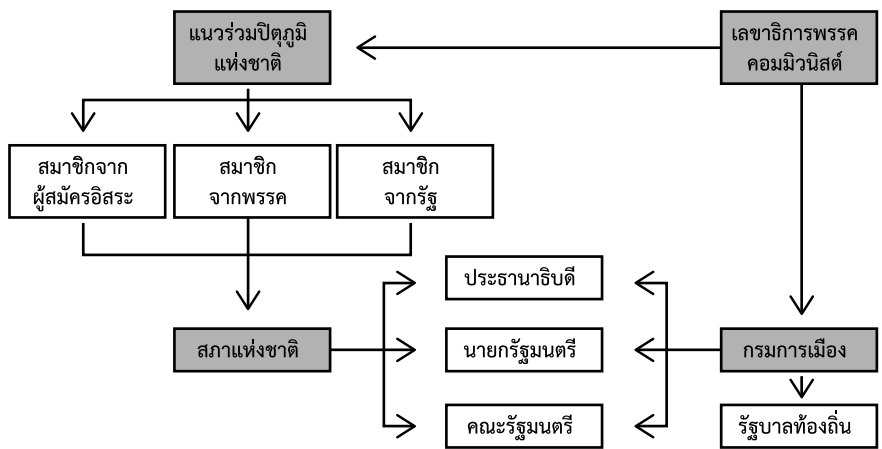 แนวร่วมปิตุภูมิ
แห่งชาติ
เลขาธิการพรรค
คอมมิวนิสต์
สมาชิกจาก
ผู้สมัครอิสระ
สมาชิก
จากพรรค
สมาชิก
จากรัฐ
ประธานาธิบดี
สภาแห่งชาติ
นายกรัฐมนตรี
กรมการเมือง
คณะรัฐมนตรี
รัฐบาลท้องถิ่น